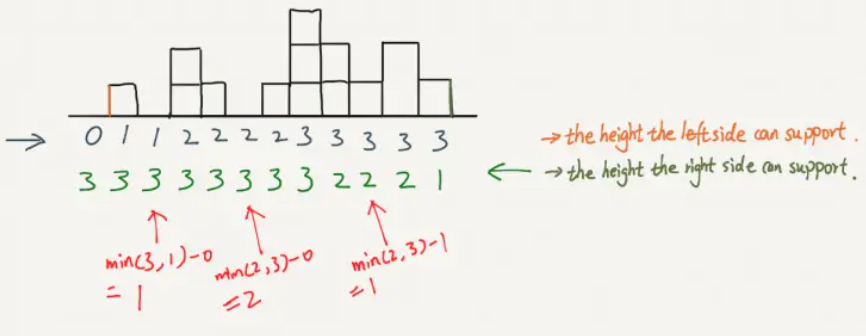 → 0 1 1 2 2 2 2 3 3 3 3 3 → the height the left side can support.
3 3 3 3 3 3 3 3 2 2 2 1 ← → the height the right side can support.
min(3,1)-0
= 1
min(2,3)-0
=2
min(2,3)-1
=1